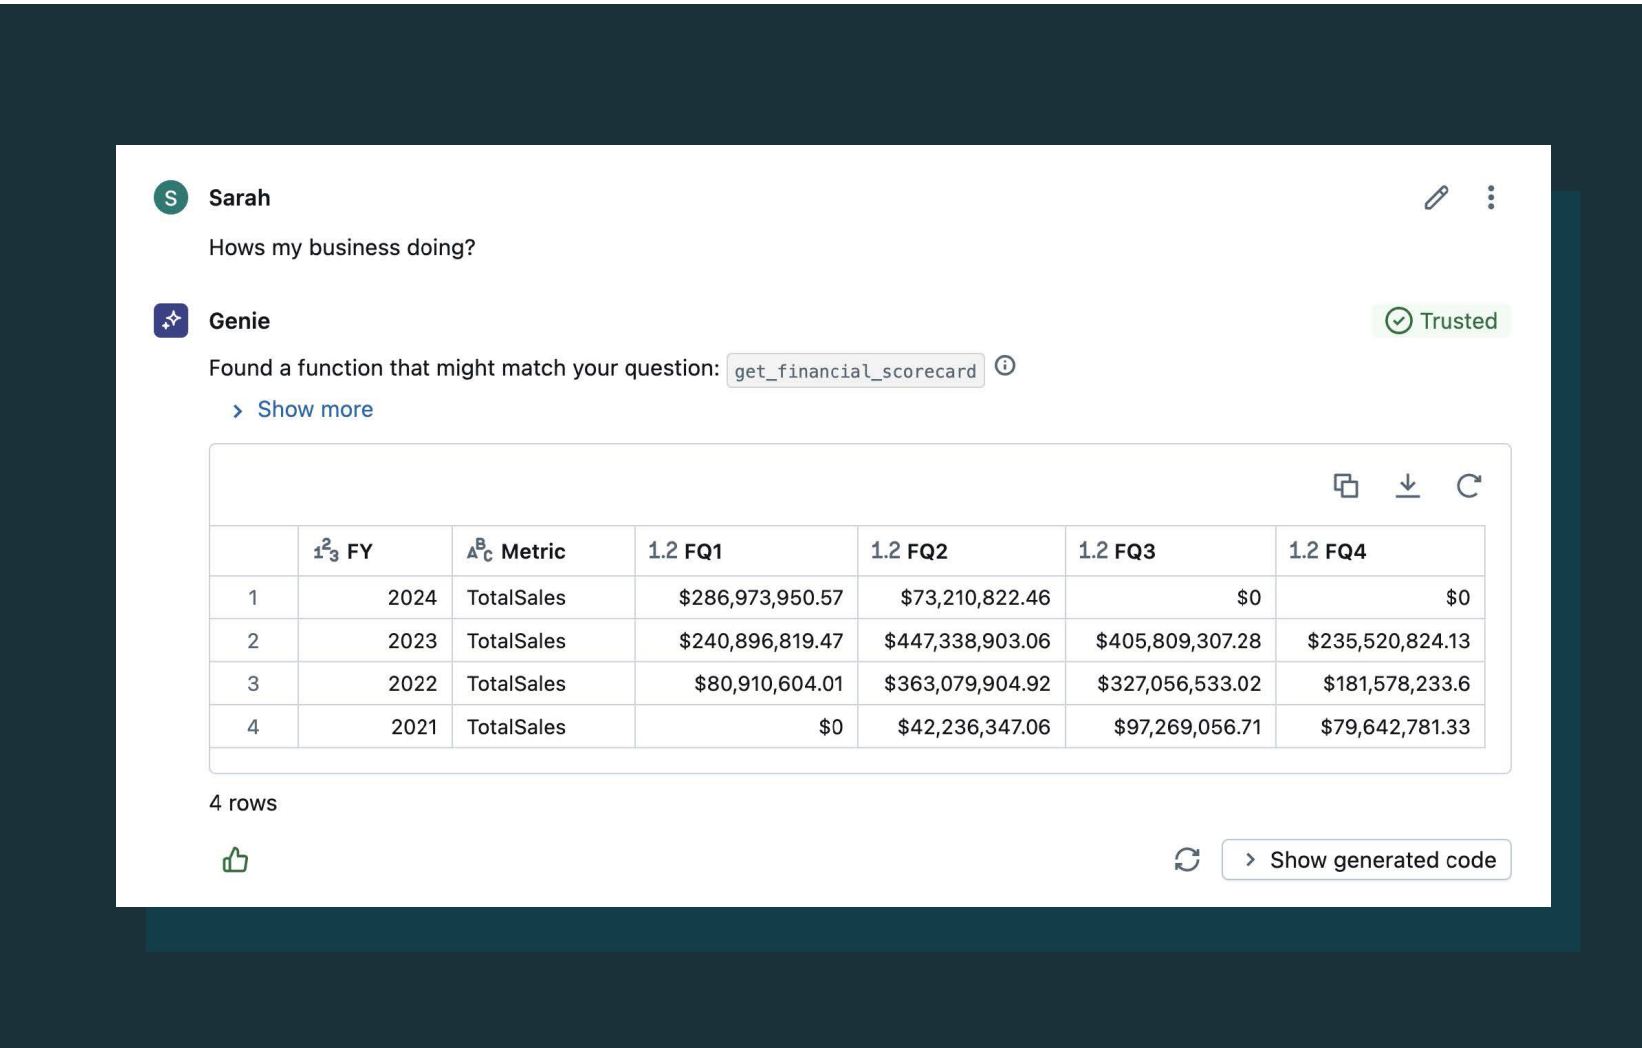 S Sarah
Hows my business doing?
Genie
Trusted
Found a function that might match your question: get_financial_scorecard
Show more
123 FY ABC Metric 1.2 FQ1 1.2 FQ2 1.2 FQ3 1.2 FQ4
1 2024 TotalSales $286,973,950.57 $73,210,822.46 $0 $0
2 2023 TotalSales $240,896,819.47 $447,338,903.06 $405,809,307.28 $235,520,824.13
3 2022 TotalSales $80,910,604.01 $363,079,904.92 $327,056,533.02 $181,578,233.6
4 2021 TotalSales $0 $42,236,347.06 $97,269,056.71 $79,642,781.33
4 rows
Show generated code